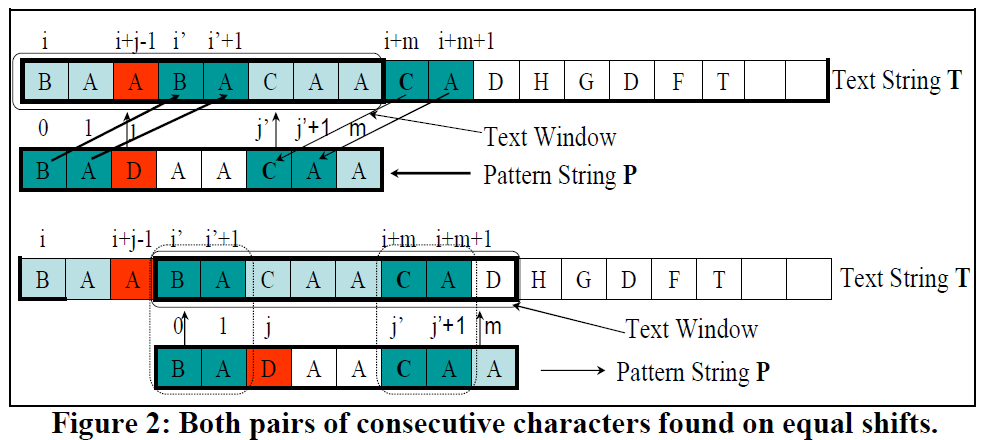 i i+j-1 i' i'+1 i+m i+m+1
B A A B A C A A C A D H G D F T Text String T
0 1 j j' j'+1 m Text Window
B A D A A C A A Pattern String P
i i+j-1 i' i'+1 i+m i+m+1
B A A B A C A A C A D H G D F T Text String T
0 1 j j' j'+1 m Text Window
B A D A A C A A Pattern String P
Figure 2: Both pairs of consecutive characters found on equal shifts.